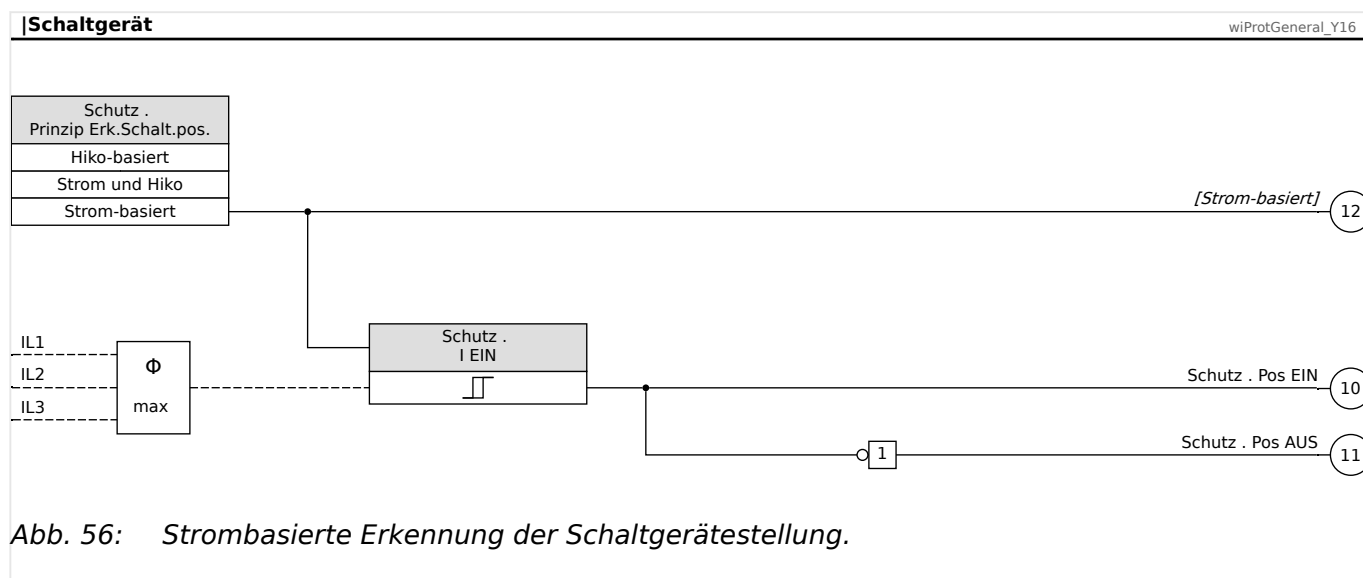 |Schaltgerät
wiProtGeneral_Y16
Schutz .
Prinzip Erk.Schalt.pos.
Hiko-basiert
Strom und Hiko
Strom-basiert
[Strom-basiert]
12
IL1
IL2
IL3
Φ
max
Schutz .
I EIN
Schutz . Pos EIN
10
1
Schutz . Pos AUS
11
Abb. 56: Strombasierte Erkennung der Schaltgerätestellung.